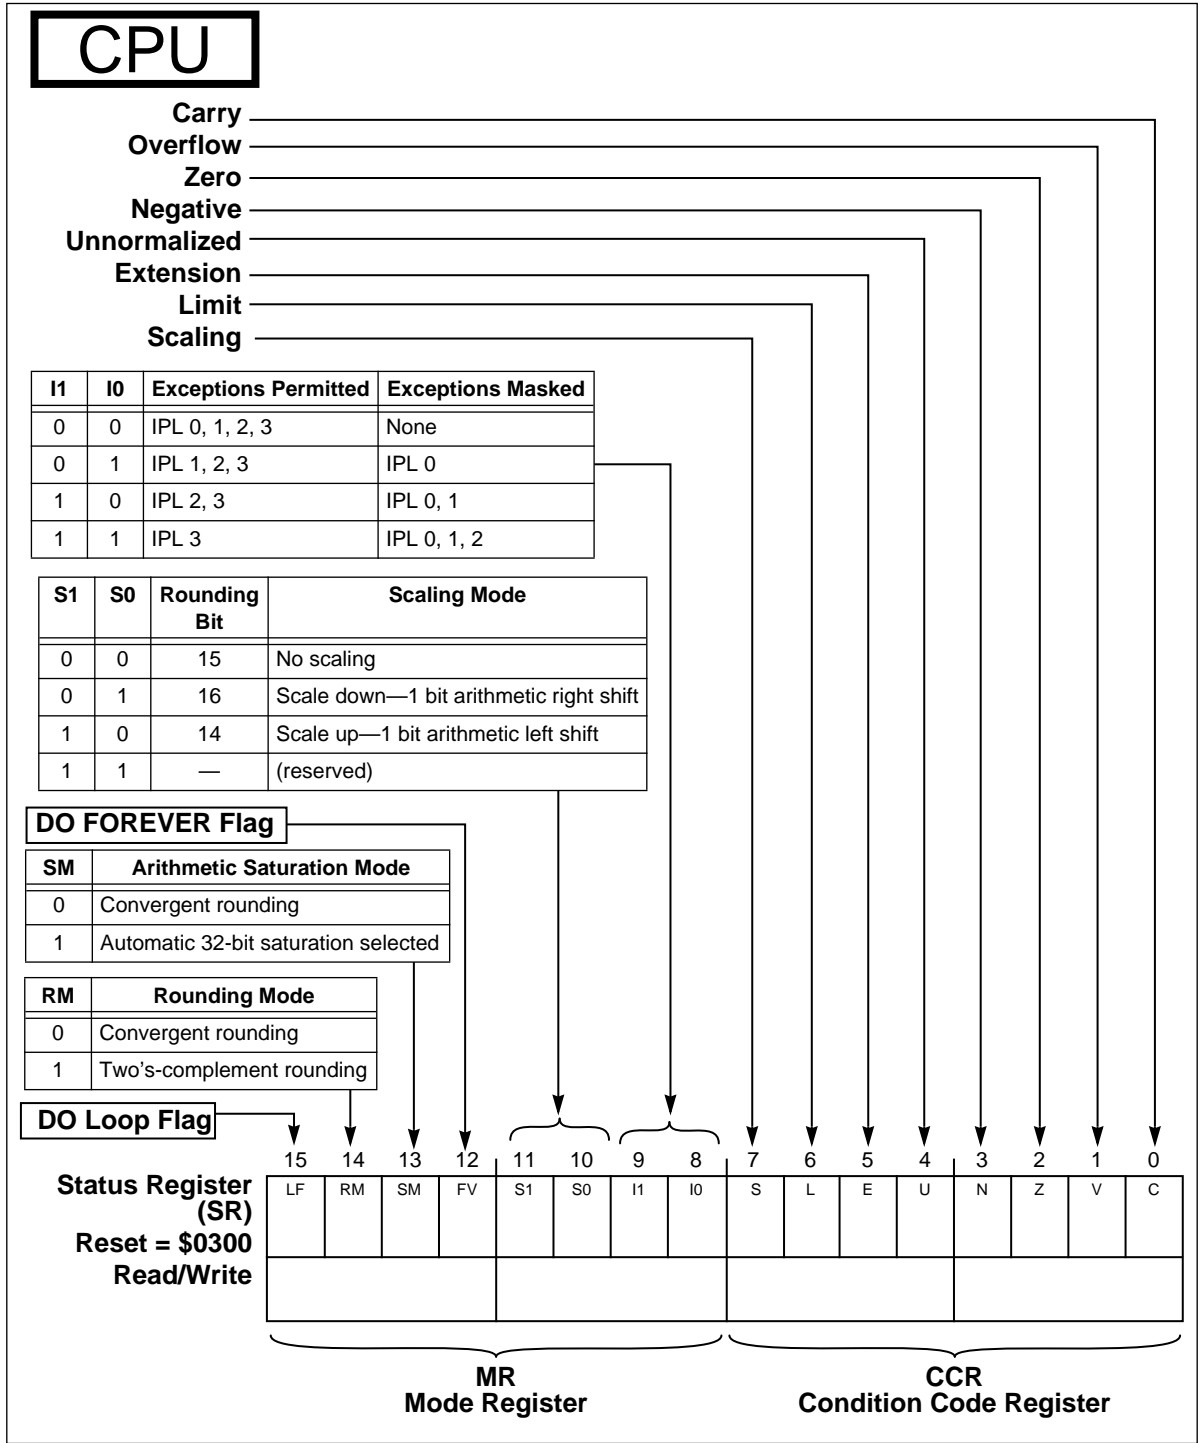 CPU
Carry
Overflow
Zero
Negative
Unnormalized
Extension
Limit
Scaling
I1 I0 Exceptions Permitted Exceptions Masked
0 0 IPL 0, 1, 2, 3 None
0 1 IPL 1, 2, 3 IPL 0
1 0 IPL 2, 3 IPL 0, 1
1 1 IPL 3 IPL 0, 1, 2
S1 S0 Rounding Scaling Mode
Bit
0 0 15 No scaling
0 1 16 Scale down—1 bit arithmetic right shift
1 0 14 Scale up—1 bit arithmetic left shift
1 1 — (reserved)
DO FOREVER Flag
SM Arithmetic Saturation Mode
0 Convergent rounding
1 Automatic 32-bit saturation selected
RM Rounding Mode
0 Convergent rounding
1 Two's-complement rounding
DO Loop Flag
15 14 13 12 11 10 9 8 7 6 5 4 3 2 1 0
Status Register LF RM SM FV S1 S0 I1 I0 S L E U N Z V C
(SR)
Reset = $0300
Read/Write
MR CCR
Mode Register Condition Code Register